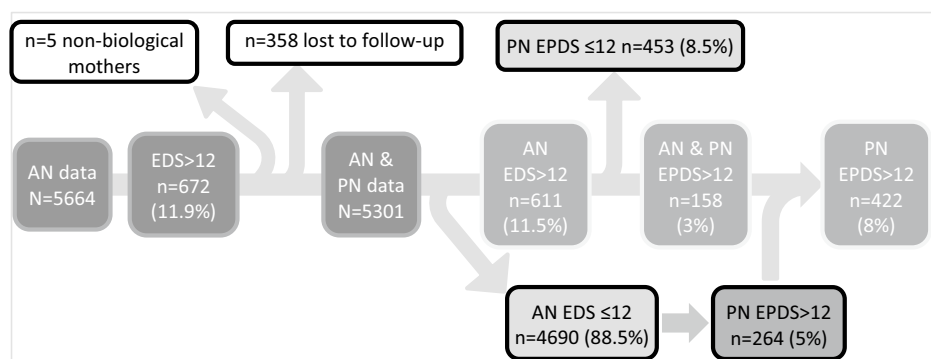 n=5 non-biological
mothers
n=358 lost to follow-up
PN EPDS ≤12 n=453 (8.5%)
AN data
N=5664
EDS>12
n=672
(11.9%)
AN &
PN data
N=5301
AN
EDS>12
n=611
(11.5%)
AN & PN
EPDS>12
n=158
(3%)
PN
EPDS>12
n=422
(8%)
AN EDS ≤12
n=4690 (88.5%)
PN EPDS>12
n=264 (5%)